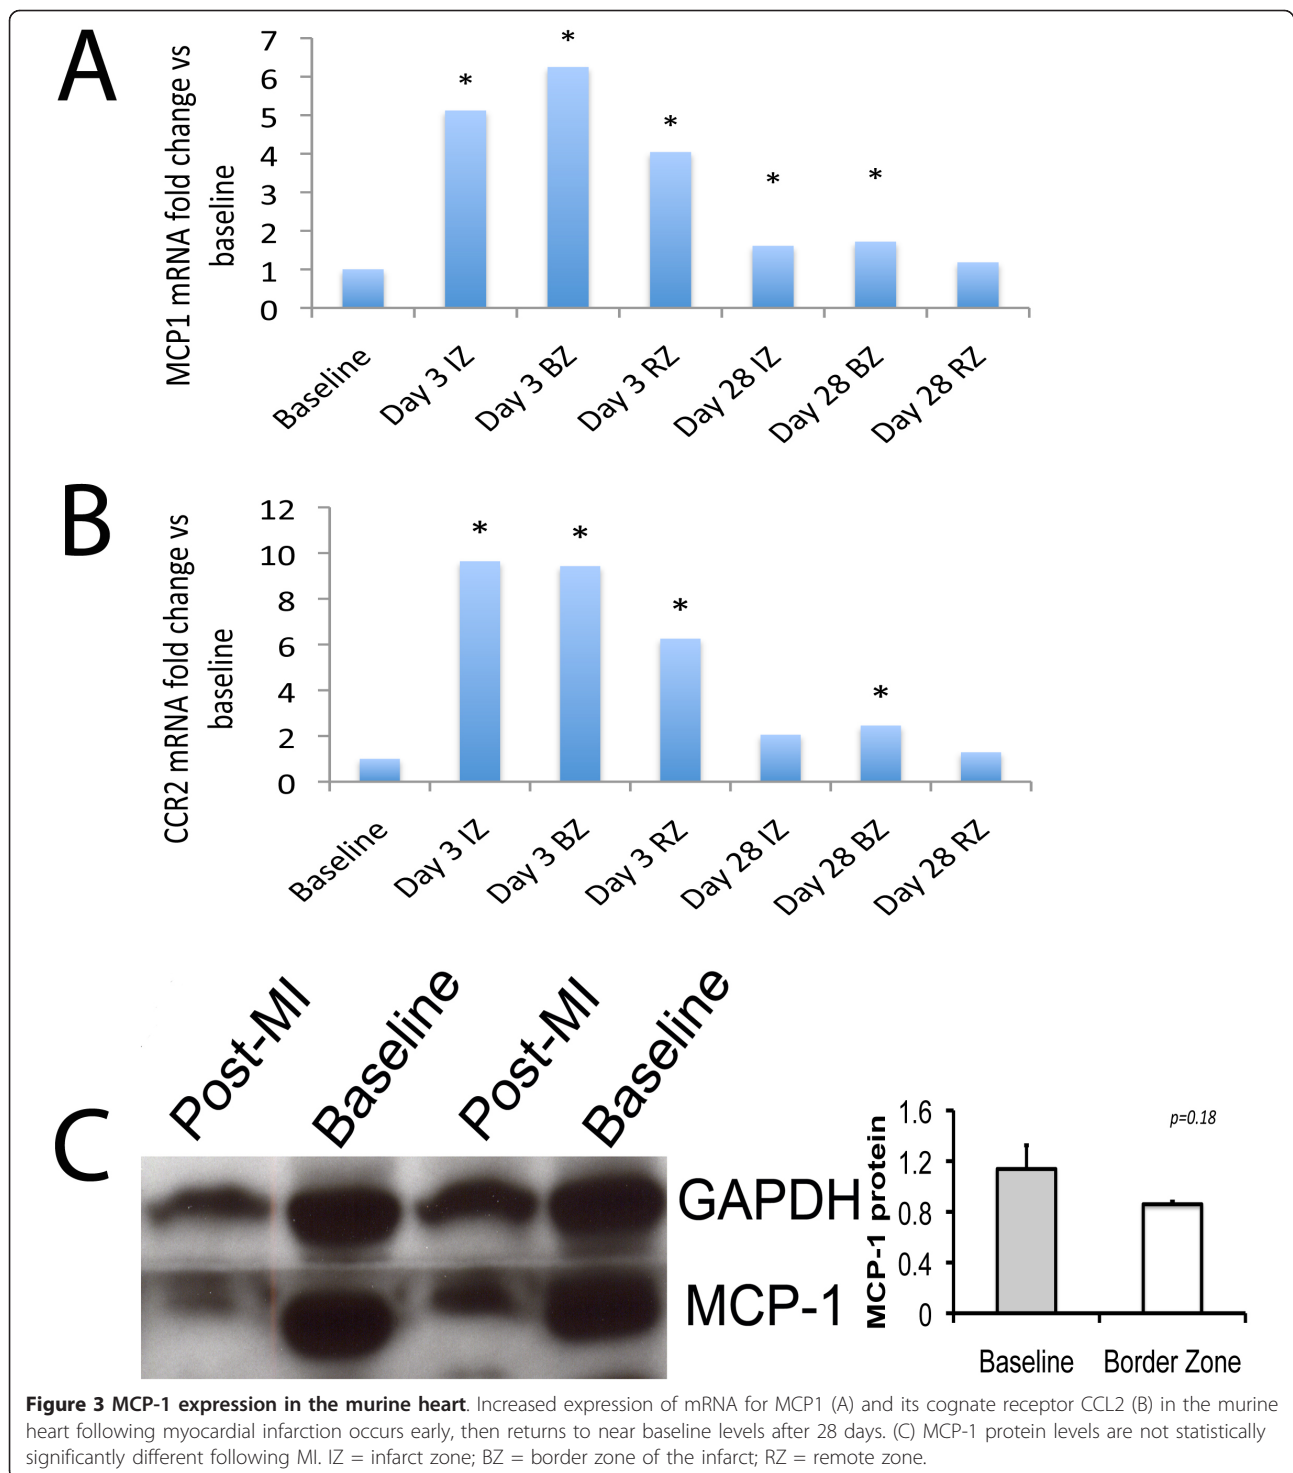 A
MCP1 mRNA fold change vs
baseline
7
6
5
4
3
2
1
0
*
*
*
*
*
Baseline
Day 3 IZ
Day 3 BZ
Day 3 RZ
Day 28 IZ
Day 28 BZ
Day 28 RZ
B
CCR2 mRNA fold change vs
baseline
12
10
8
6
4
2
0
*
*
*
*
Baseline
Day 3 IZ
Day 3 BZ
Day 3 RZ
Day 28 IZ
Day 28 BZ
Day 28 RZ
C
Post-MI
Baseline
Post-MI
Baseline
GAPDH
MCP-1
MCP-1 protein
1.6
1.2
0.8
0.4
0
p=0.18
Baseline
Border Zone
Figure 3 MCP-1 expression in the murine heart. Increased expression of mRNA for MCP1 (A) and its cognate receptor CCL2 (B) in the murine
heart following myocardial infarction occurs early, then returns to near baseline levels after 28 days. (C) MCP-1 protein levels are not statistically
significantly different following MI. IZ = infarct zone; BZ = border zone of the infarct; RZ = remote zone.